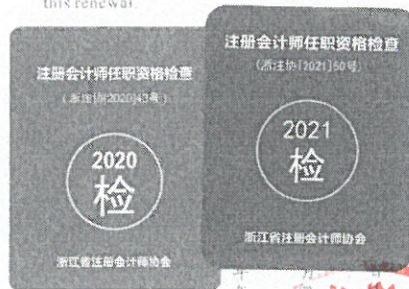 this renewal.
注册会计师任职资格检查
(浙注协[2020]43号)
2020
检
浙江省注册会计师协会
注册会计师任职资格检查
(浙注协[2021]50号)
2021
检
浙江省注册会计师协会
年 月